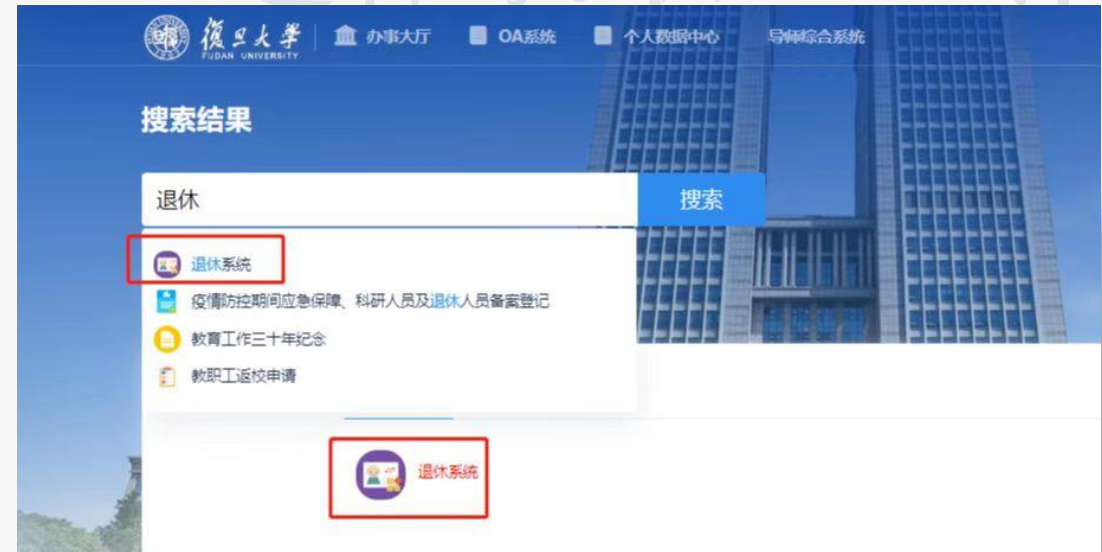 復旦大學
FUDAN UNIVERSITY
办事大厅 OA系统 个人数据中心 导师综合系统
搜索结果
退休 搜索
退休系统
疫情防控期间应急保障、科研人员及退休人员备案登记
教育工作三十年纪念
教职工返校申请
退休系统